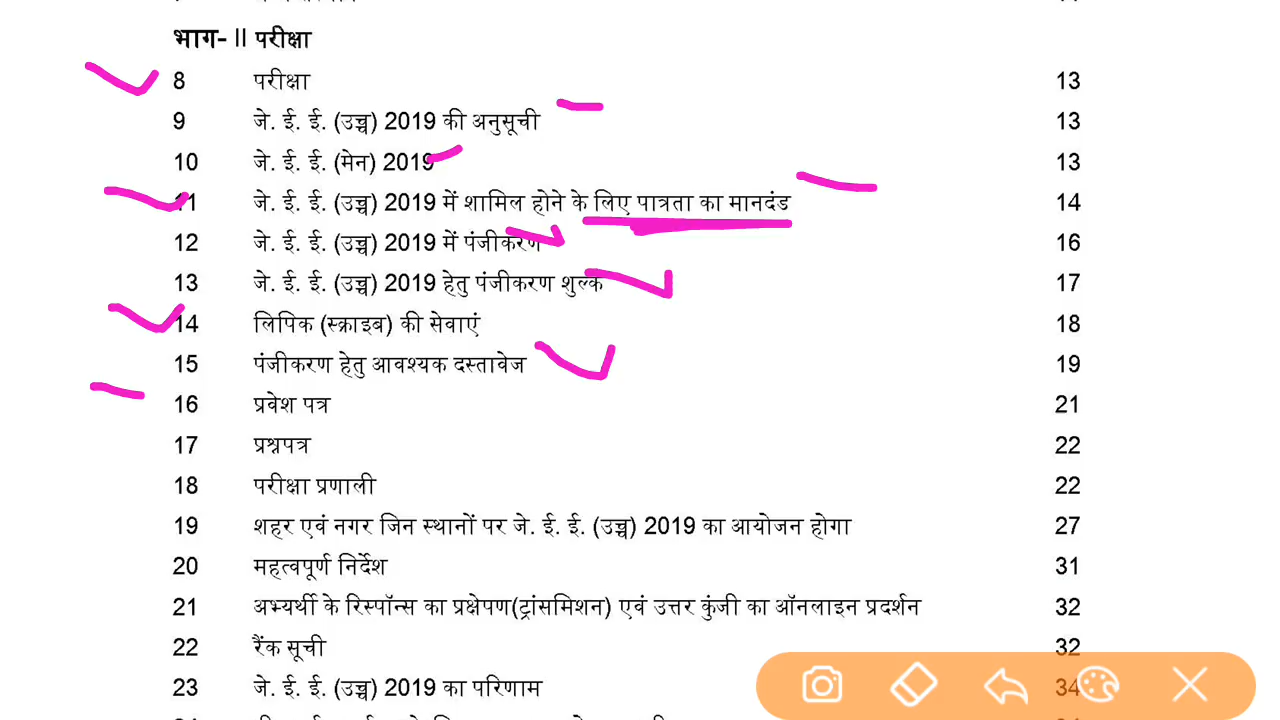 भाग- II परीक्षा
8 परीक्षा 13
9 जे. ई. ई. (उच्च) 2019 की अनुसूची 13
10 जे. ई. ई. (मेन) 2019 13
11 जे. ई. ई. (उच्च) 2019 में शामिल होने के लिए पात्रता का मानदंड 14
12 जे. ई. ई. (उच्च) 2019 में पंजीकरण 16
13 जे. ई. ई. (उच्च) 2019 हेतु पंजीकरण शुल्क 17
14 लिपिक (स्क्राइब) की सेवाएं 18
15 पंजीकरण हेतु आवश्यक दस्तावेज 19
16 प्रवेश पत्र 21
17 प्रश्नपत्र 22
18 परीक्षा प्रणाली 22
19 शहर एवं नगर जिन स्थानों पर जे. ई. ई. (उच्च) 2019 का आयोजन होगा 27
20 महत्वपूर्ण निर्देश 31
21 अभ्यर्थी के रिस्पॉन्स का प्रक्षेपण(ट्रांसमिशन) एवं उत्तर कुंजी का ऑनलाइन प्रदर्शन 32
22 रैंक सूची 32
23 जे. ई. ई. (उच्च) 2019 का परिणाम 34